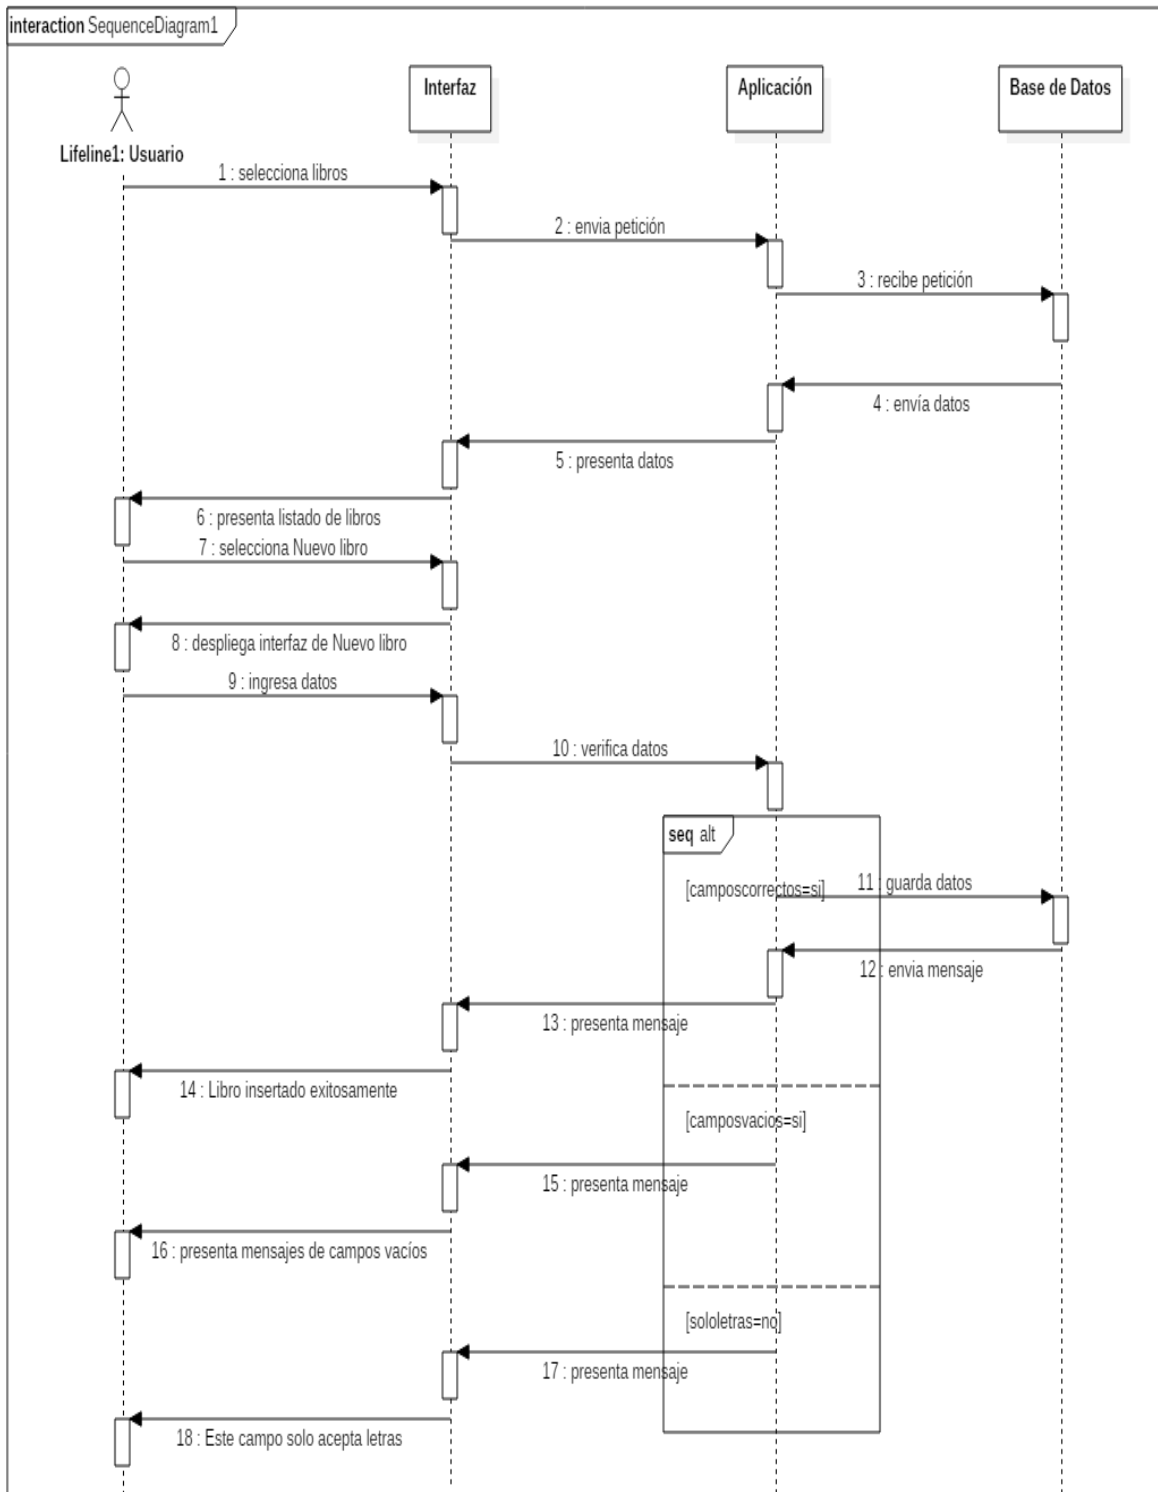 interaction SequenceDiagram1
Interfaz
Aplicación
Base de Datos
Lifeline1: Usuario
1 : selecciona libros
2 : envia petición
3 : recibe petición
4 : envía datos
5 : presenta datos
6 : presenta listado de libros
7 : selecciona Nuevo libro
8 : despliega interfaz de Nuevo libro
9 : ingresa datos
10 : verifica datos
seq alt
[camposcorrectos=si]
11 : guarda datos
12 : envia mensaje
13 : presenta mensaje
14 : Libro insertado exitosamente
[camposvacios=si]
15 : presenta mensaje
16 : presenta mensajes de campos vacíos
[sololetras=no]
17 : presenta mensaje
18 : Este campo solo acepta letras